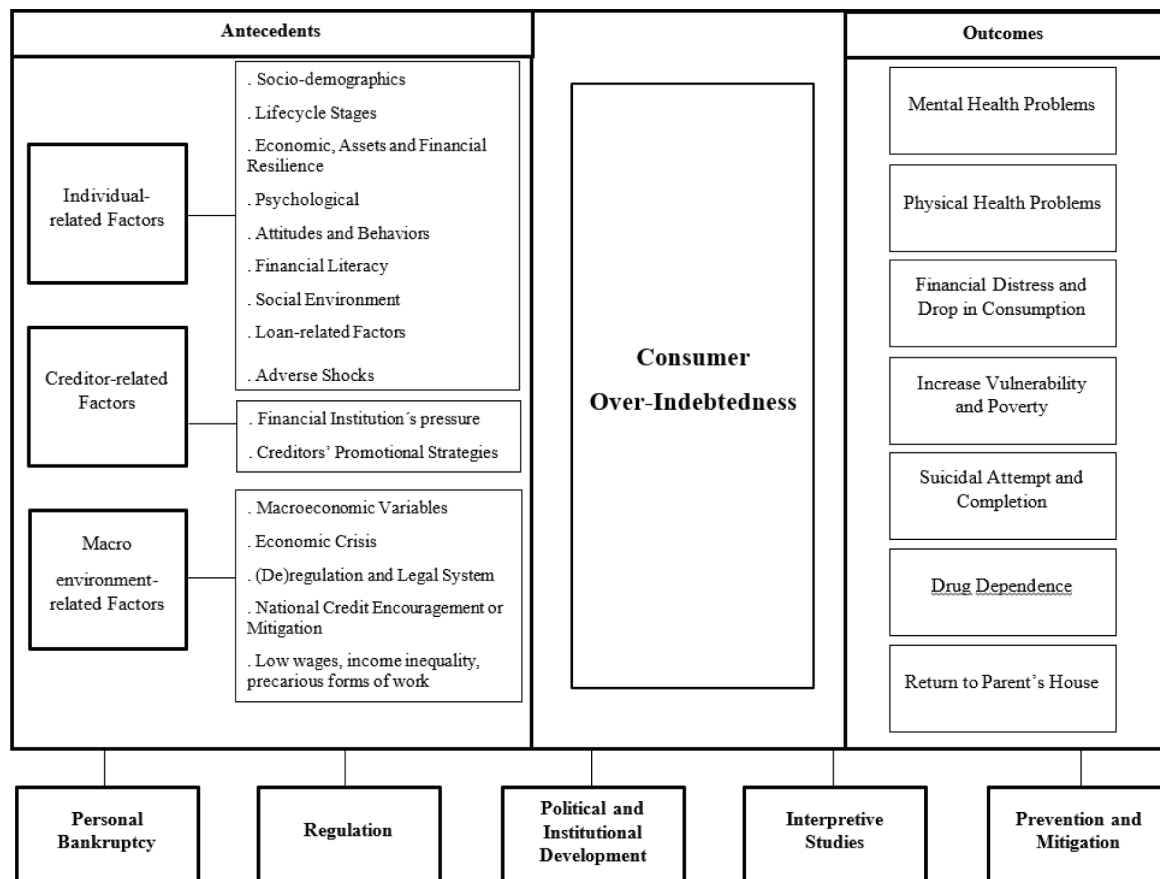 Antecedents
Individual-
related Factors
. Socio-demographics
. Lifecycle Stages
. Economic, Assets and Financial
Resilience
. Psychological
. Attitudes and Behaviors
. Financial Literacy
. Social Environment
. Loan-related Factors
. Adverse Shocks
Creditor-related
Factors
. Financial Institution´s pressure
. Creditors’ Promotional Strategies
Macro
environment-
related Factors
. Macroeconomic Variables
. Economic Crisis
. (De)regulation and Legal System
. National Credit Encouragement or
Mitigation
. Low wages, income inequality,
precarious forms of work
Consumer
Over-Indebtedness
Outcomes
Mental Health Problems
Physical Health Problems
Financial Distress and
Drop in Consumption
Increase Vulnerability
and Poverty
Suicidal Attempt and
Completion
Drug Dependence
Return to Parent’s House
Personal
Bankruptcy
Regulation
Political and
Institutional
Development
Interpretive
Studies
Prevention and
Mitigation